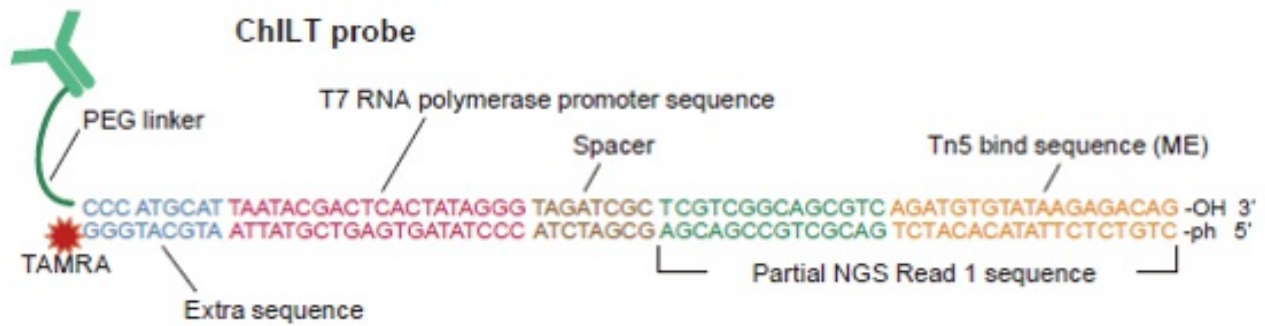 ChILT probe
T7 RNA polymerase promoter sequence
PEG linker
Spacer
Tn5 bind sequence (ME)
CCC ATGCAT TAATACGACTCACTATAGGG TAGATCGC TCGTCGGCAGCGTC AGATGTGTATAAGAGACAG -OH 3'
GGGTACGTA ATTATGCTGAGTGATATCCC ATCTAGCG AGCAGCCGTCGCAG TCTACACATATTCTCTGTC -ph 5'
TAMRA
Partial NGS Read 1 sequence
Extra sequence